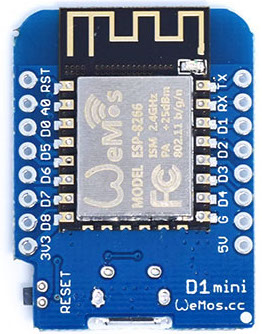 RST
A0
D0
D5
D6
D7
D8
3V3
TX
RX
D1
D2
D3
D4
G
5V
WeMos
MODEL ESP-8266
ISM 2.4GHz
PA +25dBm
802.11b/g/n
FC
RESET
D1 mini
WeMos.cc